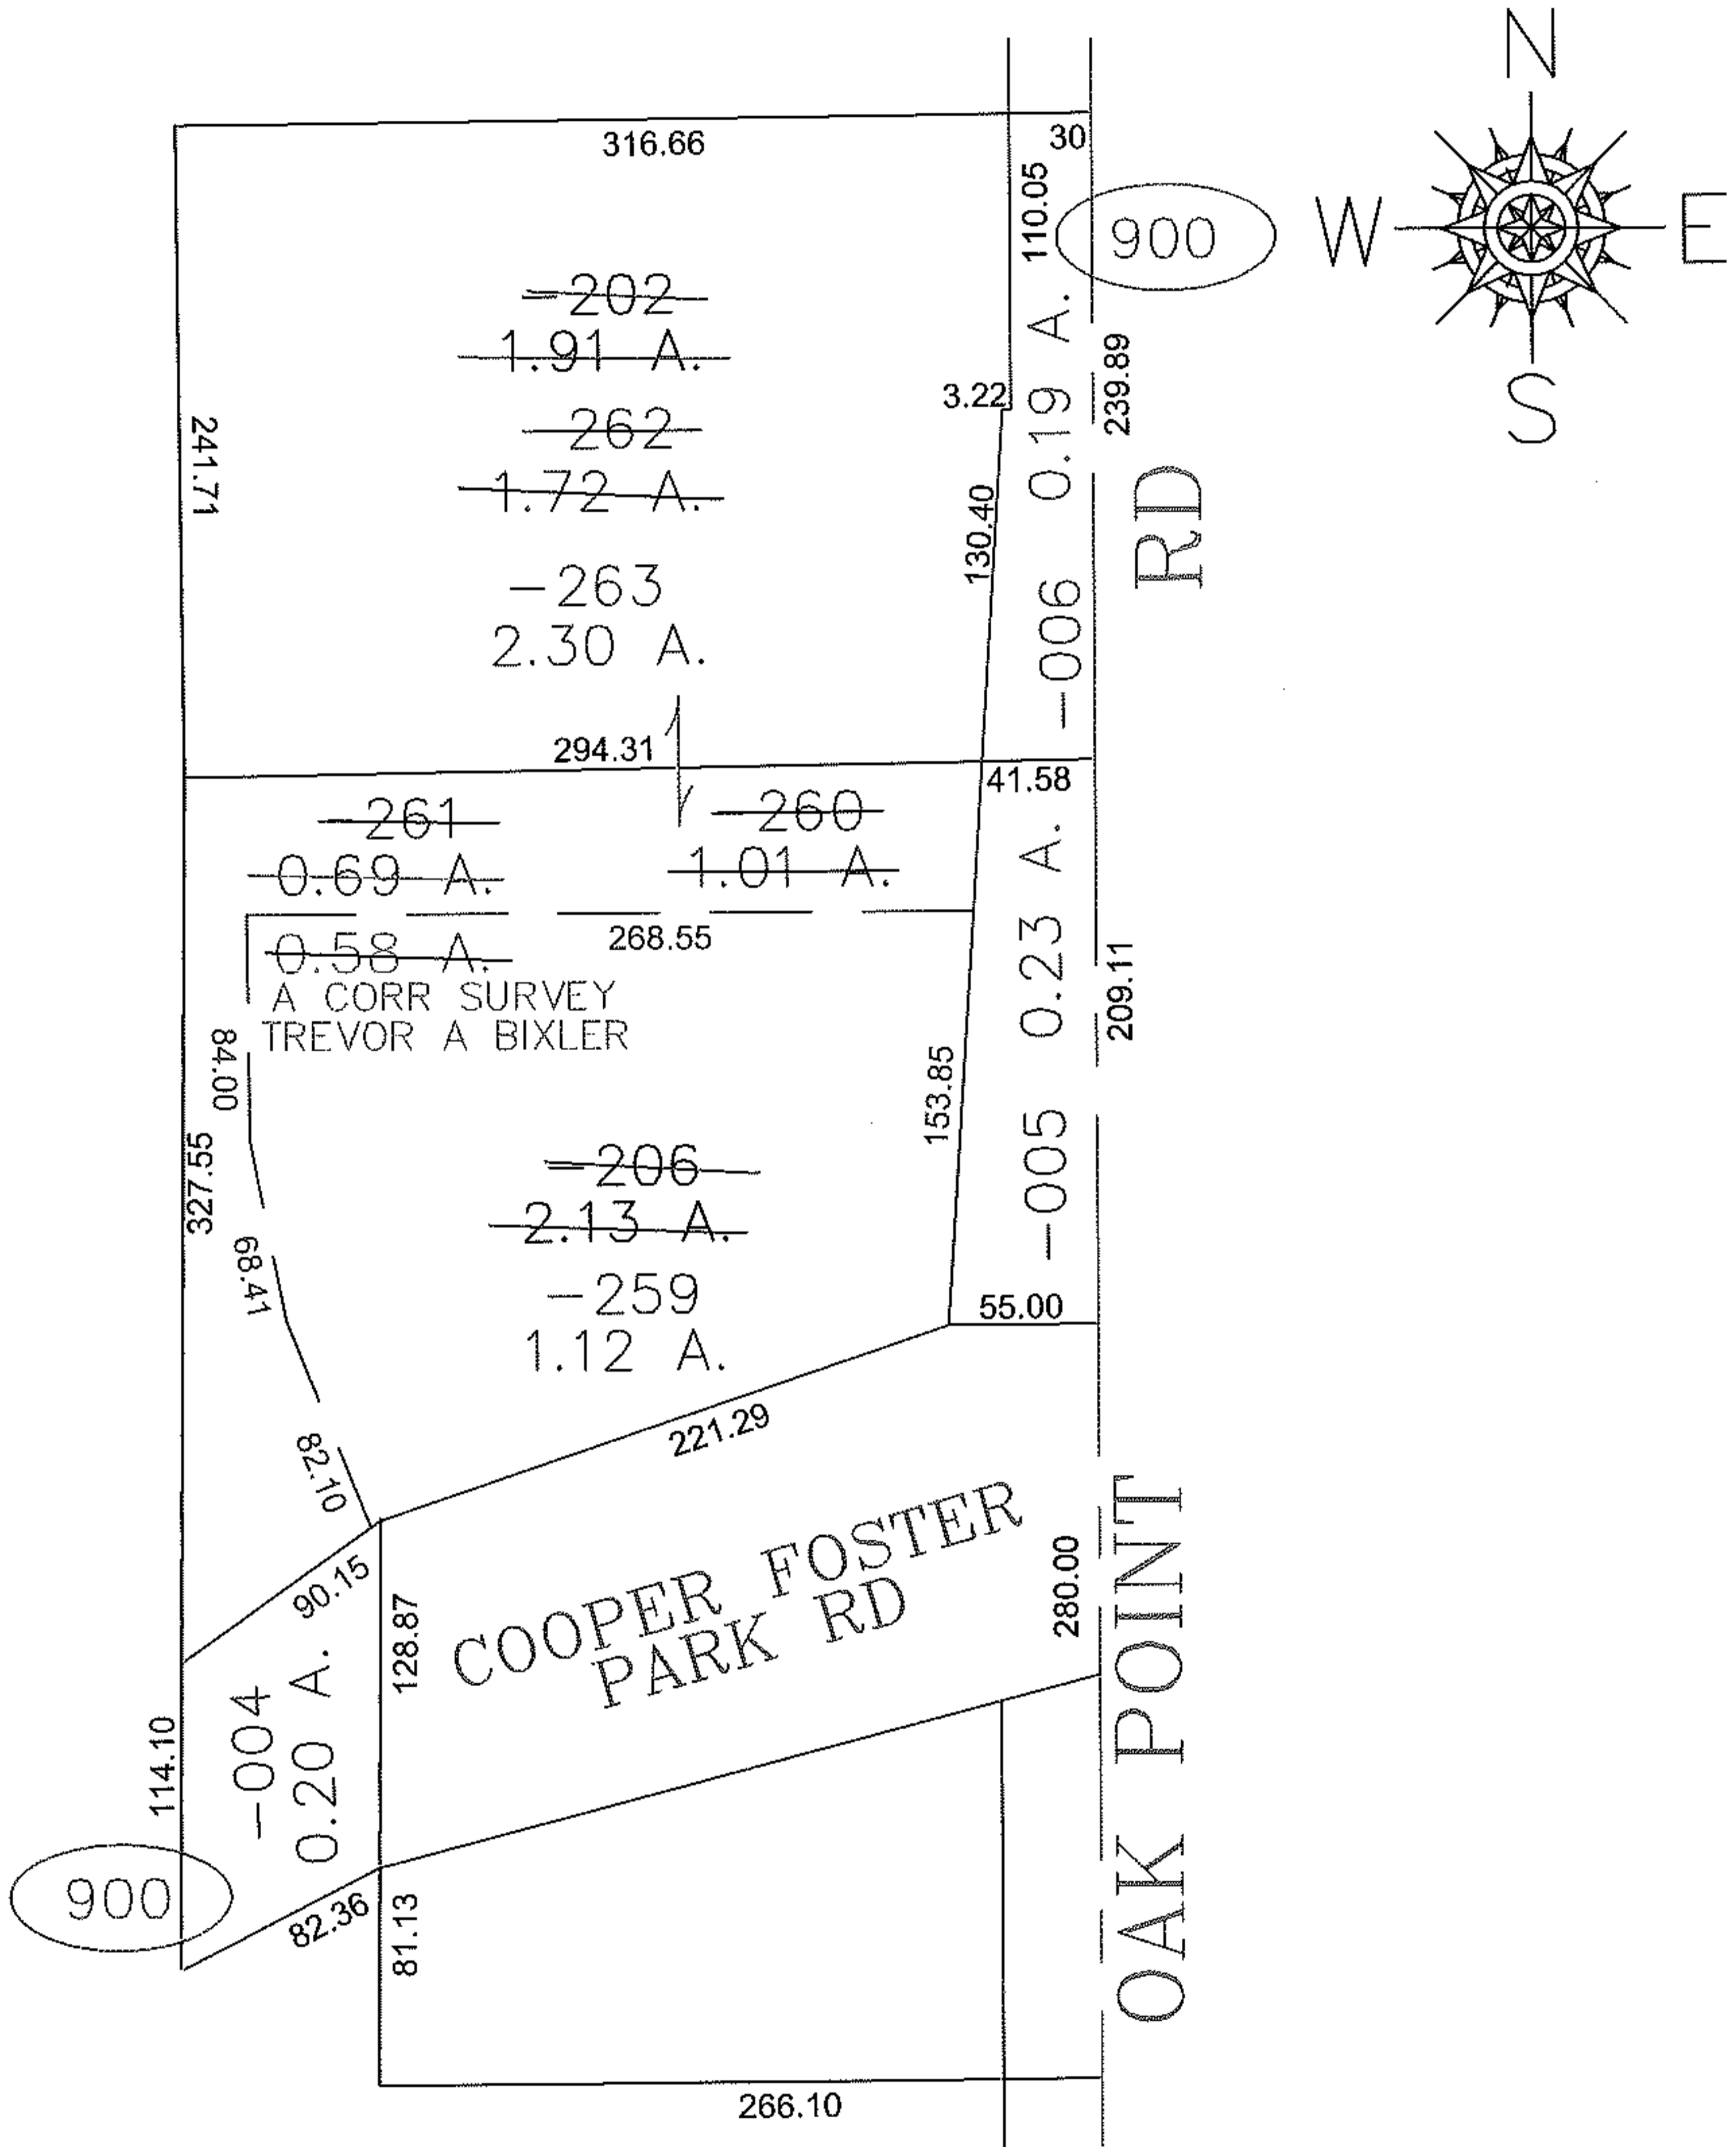 N
316.66
30
110.05
900
W
E
-202
1.91 A.
S
3.22
239.89
262
1.72 A.
241.71
130.40
-006 0.19 A.
RD
-263
2.30 A.
294.31
41.58
-261
-260
0.69 A.
1.01 A.
268.55
0.58 A.
A CORR SURVEY
TREVOR A BIXLER
-005 0.23 A.
209.11
84.00
153.85
327.55
-206
2.13 A.
68.41
-259
1.12 A.
55.00
221.29
82.10
COOPER FOSTER
PARK RD
280.00
OAK POINT
90.15
128.87
-004
0.20 A.
114.10
900
82.36
81.13
266.10